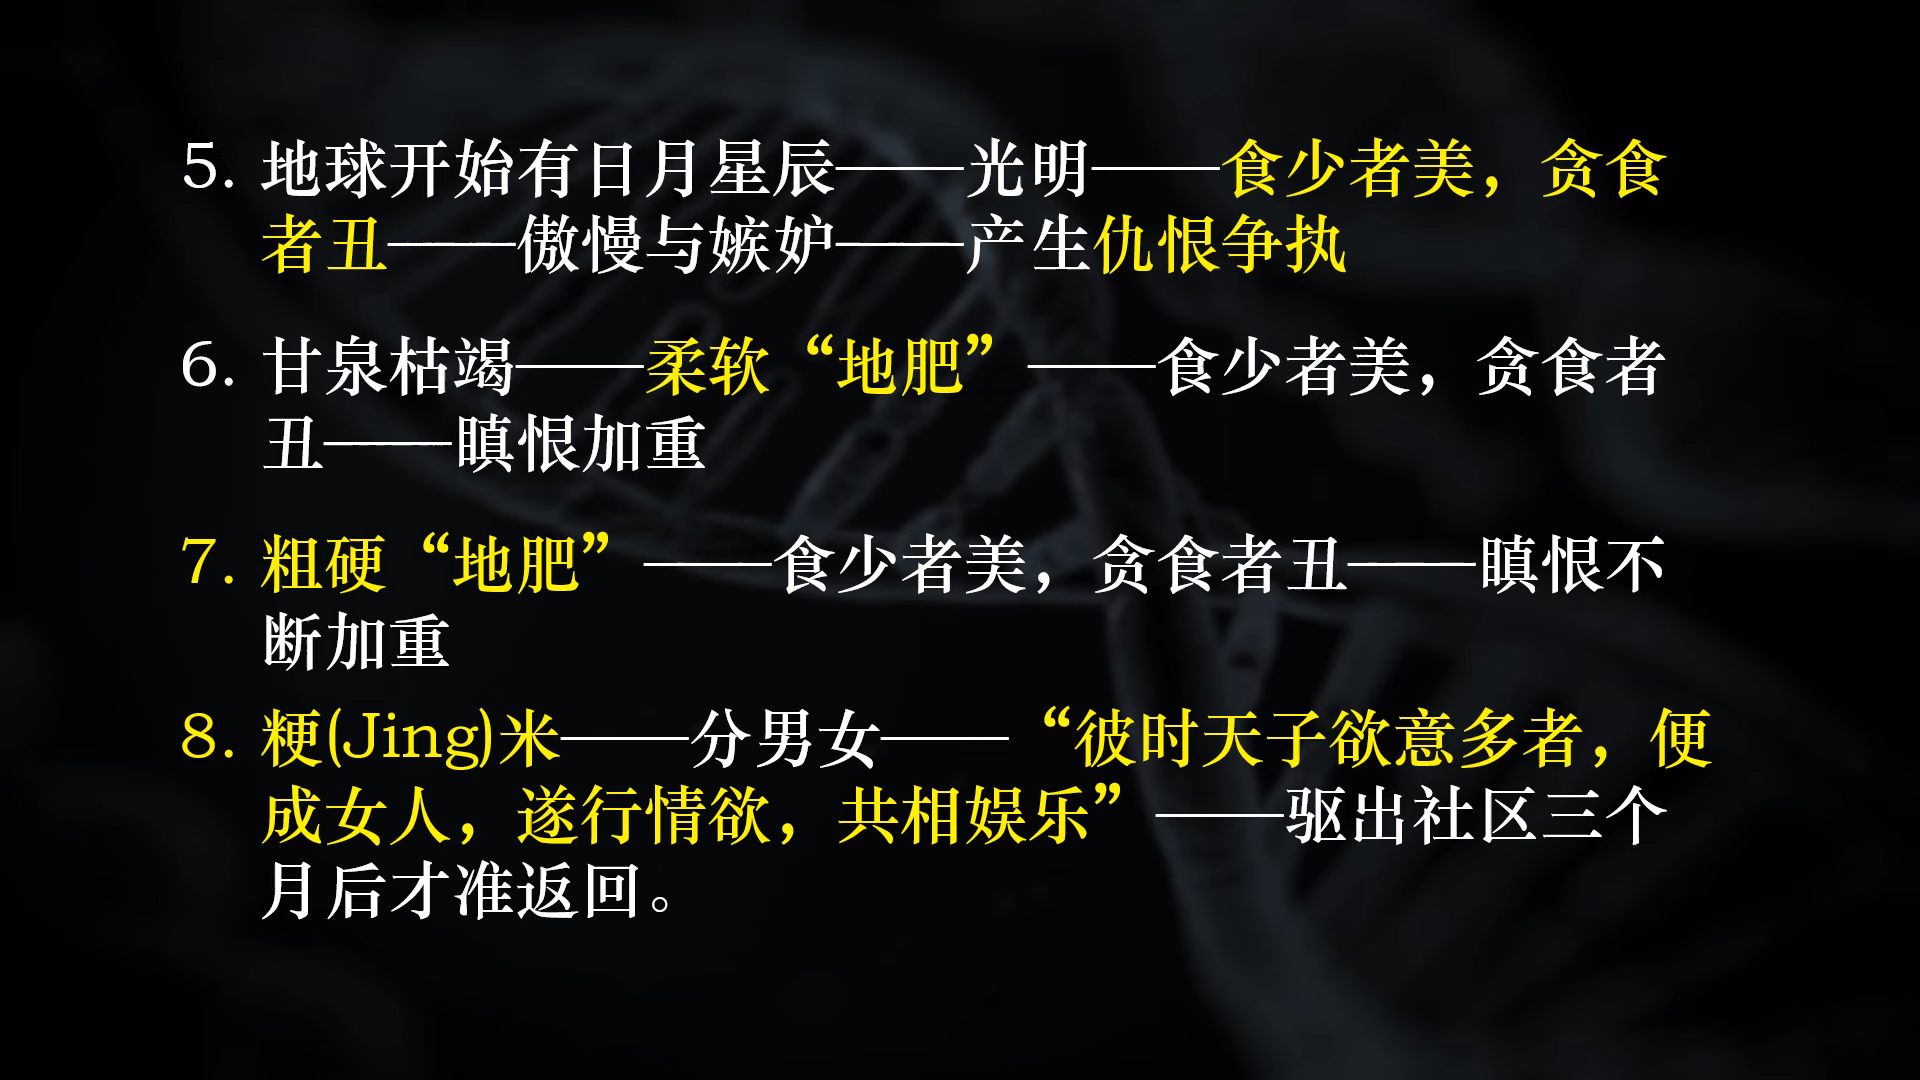 5. 地球开始有日月星辰——光明——食少者美，贪食
者丑——傲慢与嫉妒——产生仇恨争执
6. 甘泉枯竭——柔软“地肥”——食少者美，贪食者
丑——瞋恨加重
7. 粗硬“地肥”——食少者美，贪食者丑——瞋恨不
断加重
8. 粳(Jing)米——分男女——“彼时天子欲意多者，便
成女人，遂行情欲，共相娱乐”——驱出社区三个
月后才准返回。